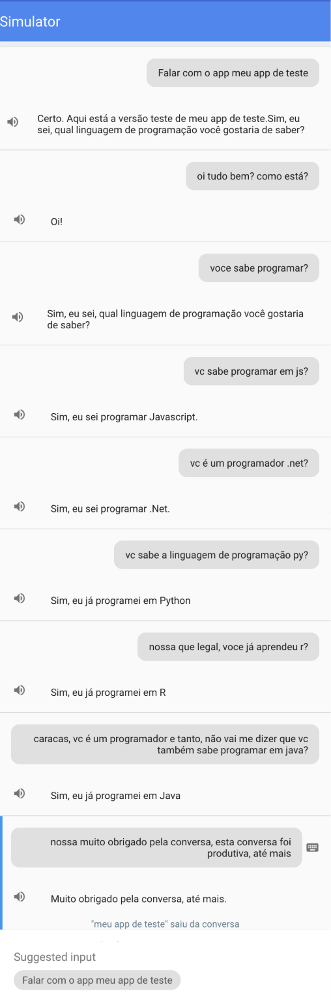 Simulator
Falar com o app meu app de teste
Certo. Aqui está a versão teste de meu app de teste.Sim, eu
sei, qual linguagem de programação você gostaria de saber?
oi tudo bem? como está?
Oi!
voce sabe programar?
Sim, eu sei, qual linguagem de programação você gostaria
de saber?
vc sabe programar em js?
Sim, eu sei programar Javascript.
vc é um programador .net?
Sim, eu sei programar .Net.
vc sabe a linguagem de programação py?
Sim, eu já programei em Python
nossa que legal, voce já aprendeu r?
Sim, eu já programei em R
caracas, vc é um programador e tanto, não vai me dizer que vc
também sabe programar em java?
Sim, eu já programei em Java
nossa muito obrigado pela conversa, esta conversa foi
produtiva, até mais
Muito obrigado pela conversa, até mais.
"meu app de teste" saiu da conversa
Suggested input
Falar com o app meu app de teste